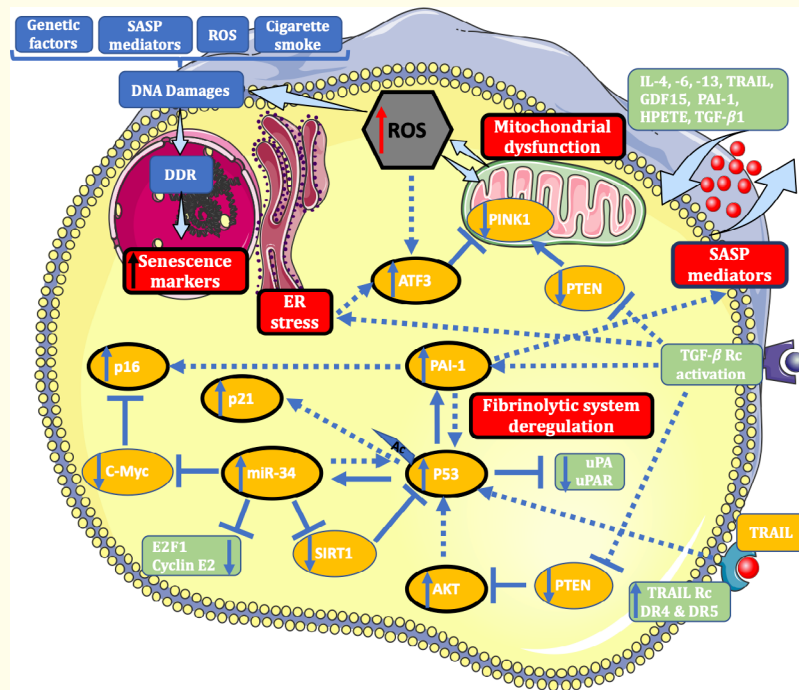 Genetic
factors
SASP
mediators
ROS
Cigarette
smoke
DNA Damages
IL-4, -6, -13, TRAIL,
GDF15, PAI-1,
HPETE, TGF-β1
ROS
Mitochondrial
dysfunction
DDR
PINK1
Senescence
markers
SASP
mediators
ATF3
PTEN
ER
stress
p16
PAI-1
TGF-β Rc
activation
p21
Fibrinolytic system
deregulation
Ac
C-Myc
miR-34
P53
uPA
uPAR
E2F1
Cyclin E2
SIRT1
TRAIL
AKT
PTEN
TRAIL Rc
DR4 & DR5